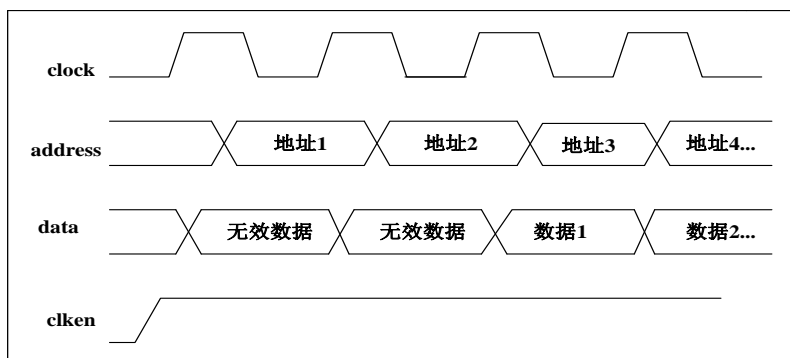 clock
address 地址1 地址2 地址3 地址4...
data 无效数据 无效数据 数据1 数据2...
clken